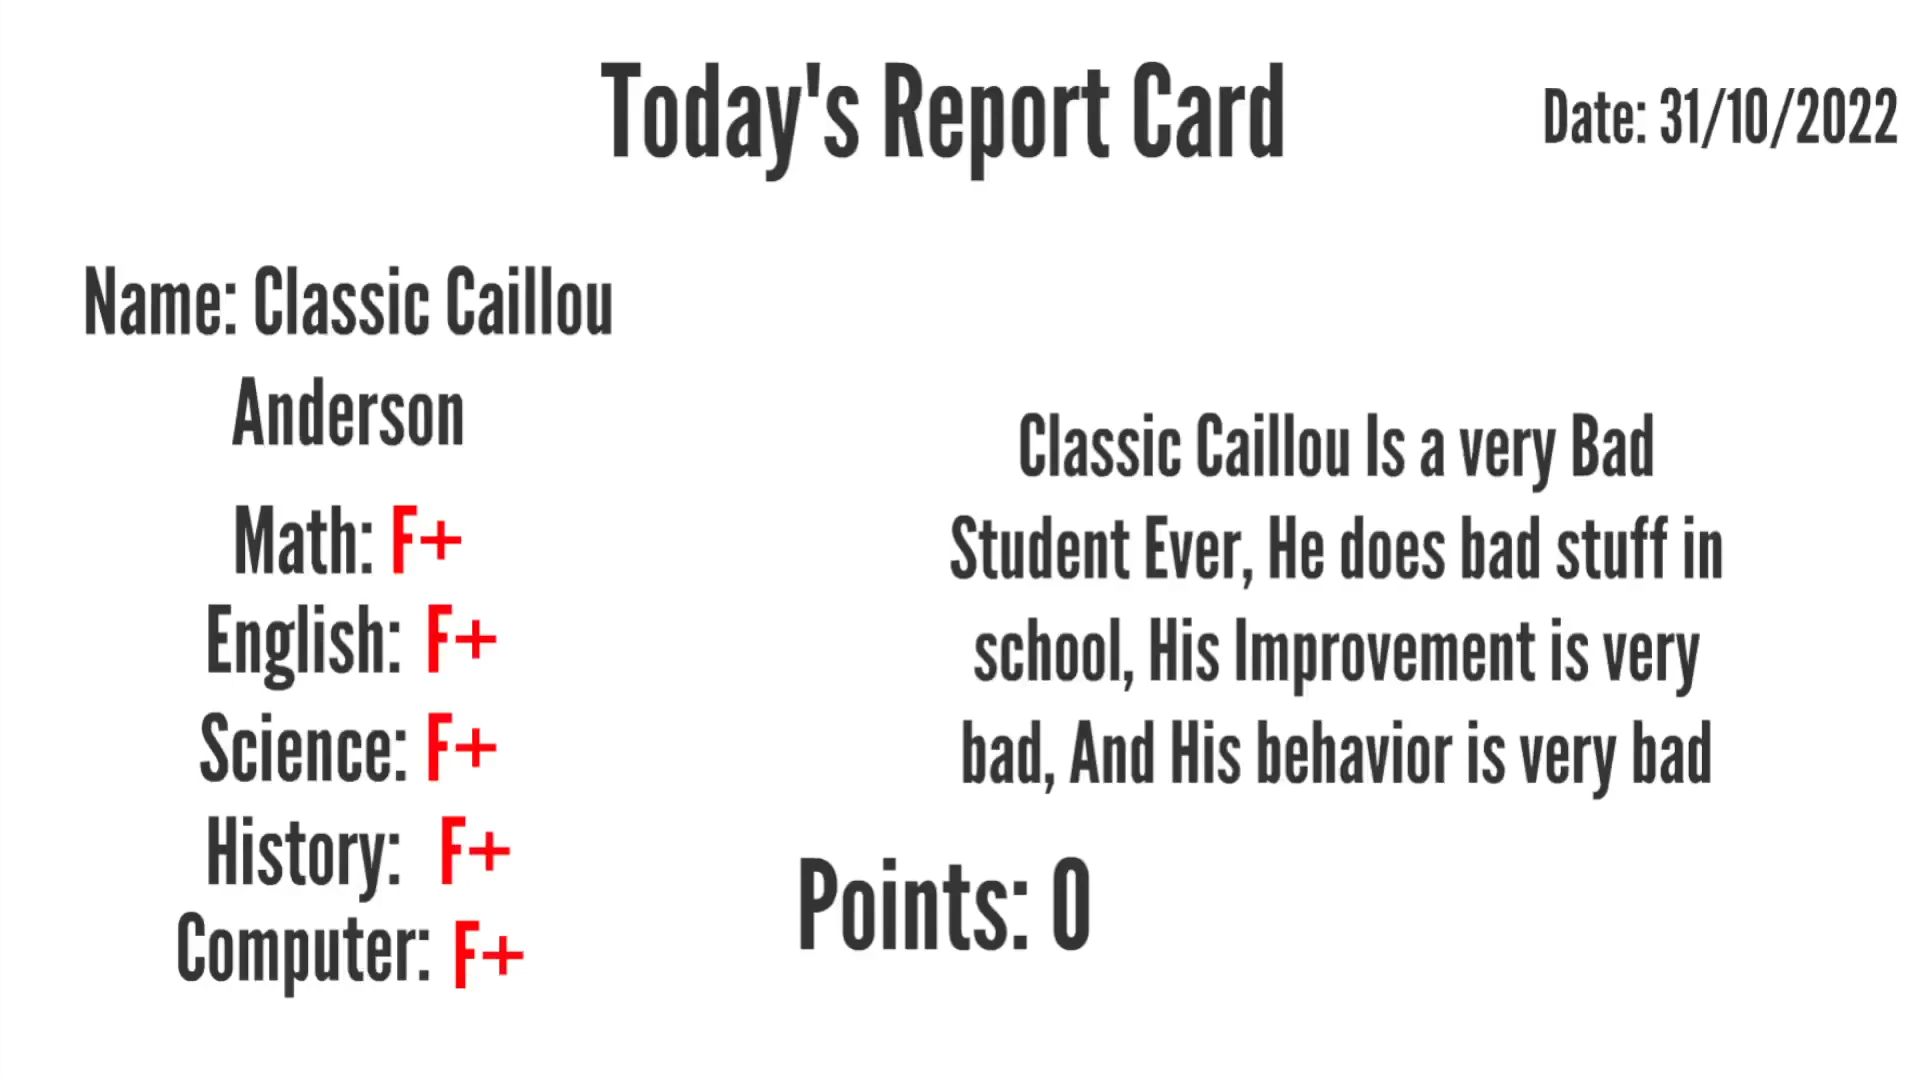 Today's Report Card
Date: 31/10/2022
Name: Classic Caillou
Anderson
Math: F+
English: F+
Science: F+
History: F+
Computer: F+
Classic Caillou Is a very Bad
Student Ever, He does bad stuff in
school, His Improvement is very
bad, And His behavior is very bad
Points: 0